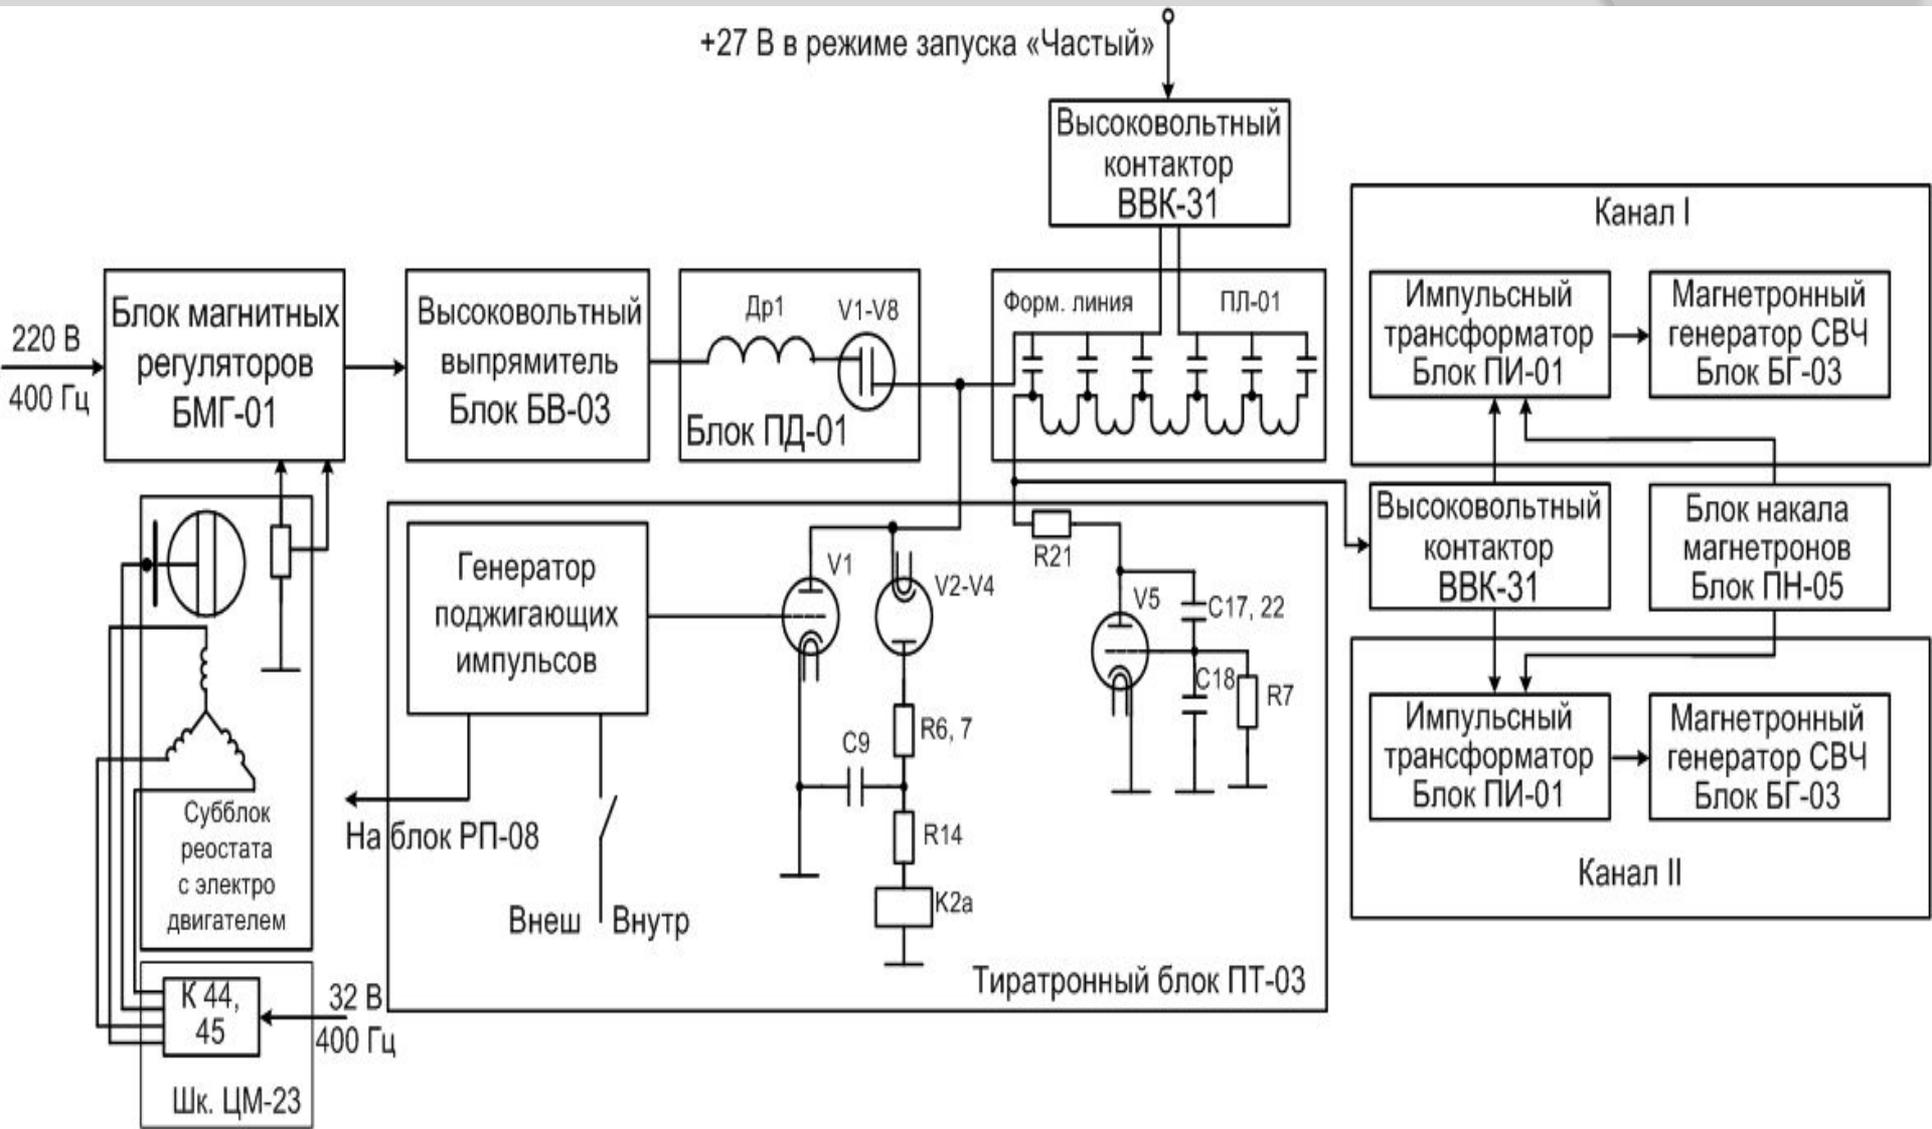 +27 В в режиме запуска «Частый»
Высоковольтный
контактор
ВВК-31
220 В
400 Гц
Блок магнитных
регуляторов
БМГ-01
Высоковольтный
выпрямитель
Блок БВ-03
Др1
V1-V8
Блок ПД-01
Форм. линия
ПЛ-01
Канал I
Импульсный
трансформатор
Блок ПИ-01
Магнетронный
генератор СВЧ
Блок БГ-03
Высоковольтный
контактор
ВВК-31
Блок накала
магнетронов
Блок ПН-05
Импульсный
трансформатор
Блок ПИ-01
Магнетронный
генератор СВЧ
Блок БГ-03
Канал II
Генератор
поджигающих
импульсов
V1
V2-V4
R21
V5
C17, 22
C18
R7
R6, 7
C9
R14
K2a
На блок РП-08
Внеш
Внутр
Тиратронный блок ПТ-03
Субблок
реостата
с электро
двигателем
К 44,
45
32 В
400 Гц
Шк. ЦМ-23